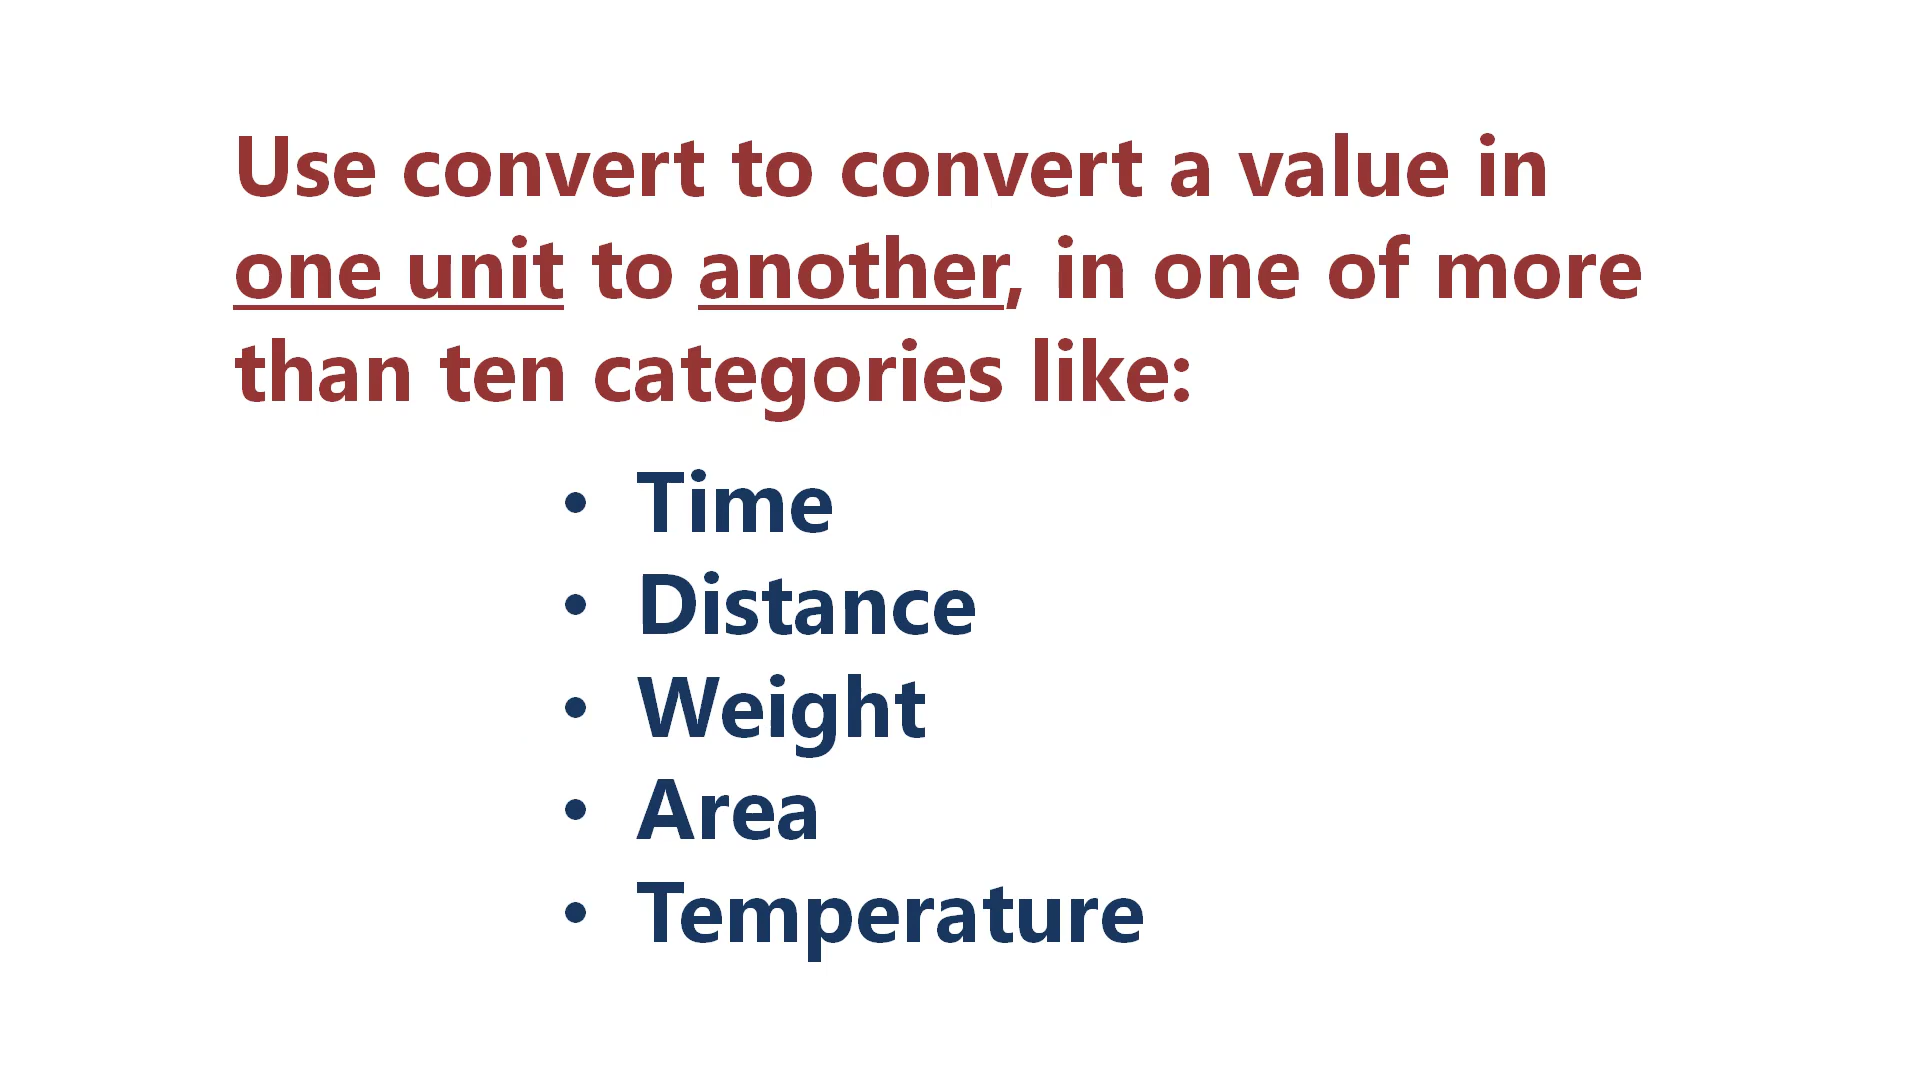 Use convert to convert a value in
one unit to another, in one of more
than ten categories like:
• Time
• Distance
• Weight
• Area
• Temperature